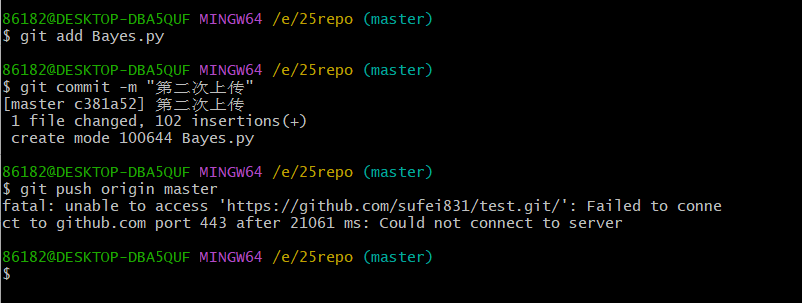 86182@DESKTOP-DBA5QUF MINGW64 /e/25repo (master)
$ git add Bayes.py
86182@DESKTOP-DBA5QUF MINGW64 /e/25repo (master)
$ git commit -m "第二次上传"
[master c381a52] 第二次上传
 1 file changed, 102 insertions(+)
 create mode 100644 Bayes.py
86182@DESKTOP-DBA5QUF MINGW64 /e/25repo (master)
$ git push origin master
fatal: unable to access 'https://github.com/sufei831/test.git/': Failed to conne
ct to github.com port 443 after 21061 ms: Could not connect to server
86182@DESKTOP-DBA5QUF MINGW64 /e/25repo (master)
$